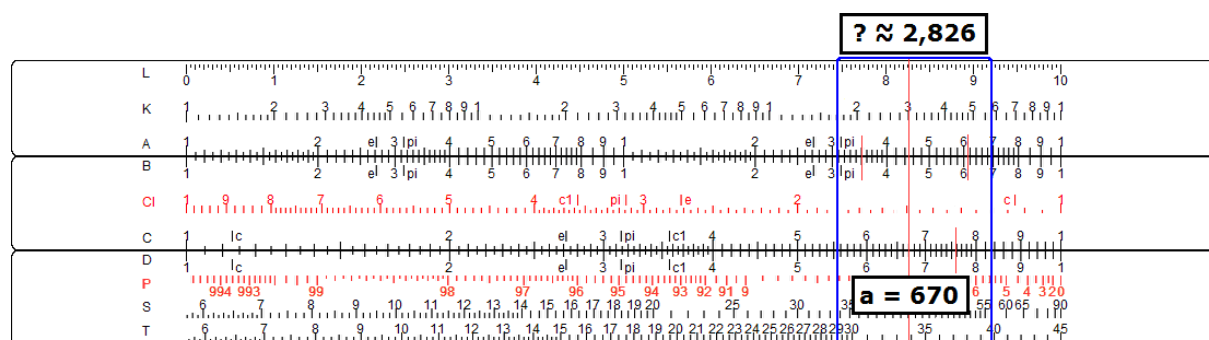 ? ≈ 2,826
L 0 1 2 3 4 5 6 7 8 9 10
K 1 2 3 4 5 6 7 8 9 1 2 3 4 5 6 7 8 9 1 2 3 4 5 6 7 8 9 1
A 1 2 e 3 pi 4 5 6 7 8 9 1 2 e 3 pi 4 5 6 7 8 9 1
B 1 2 e 3 pi 4 5 6 7 8 9 1 2 e 3 pi 4 5 6 7 8 9 1
CI 1 9 8 7 6 5 4 c1 pi 3 e 2 c 1
C 1 c 2 e 3 pi c1 4 5 6 7 8 9 1
D 1 c 2 e 3 pi c1 4 5 6 7 8 9 1
P 994 993 99 98 97 96 95 94 93 92 91 9 6 5 4 3 2 0
a = 670
S 6 7 8 9 10 11 12 13 14 15 16 17 18 19 20 25 30 55 60 65 90
T 6 7 8 9 10 11 12 13 14 15 16 17 18 19 20 21 22 23 24 25 26 27 28 29 30 35 40 45